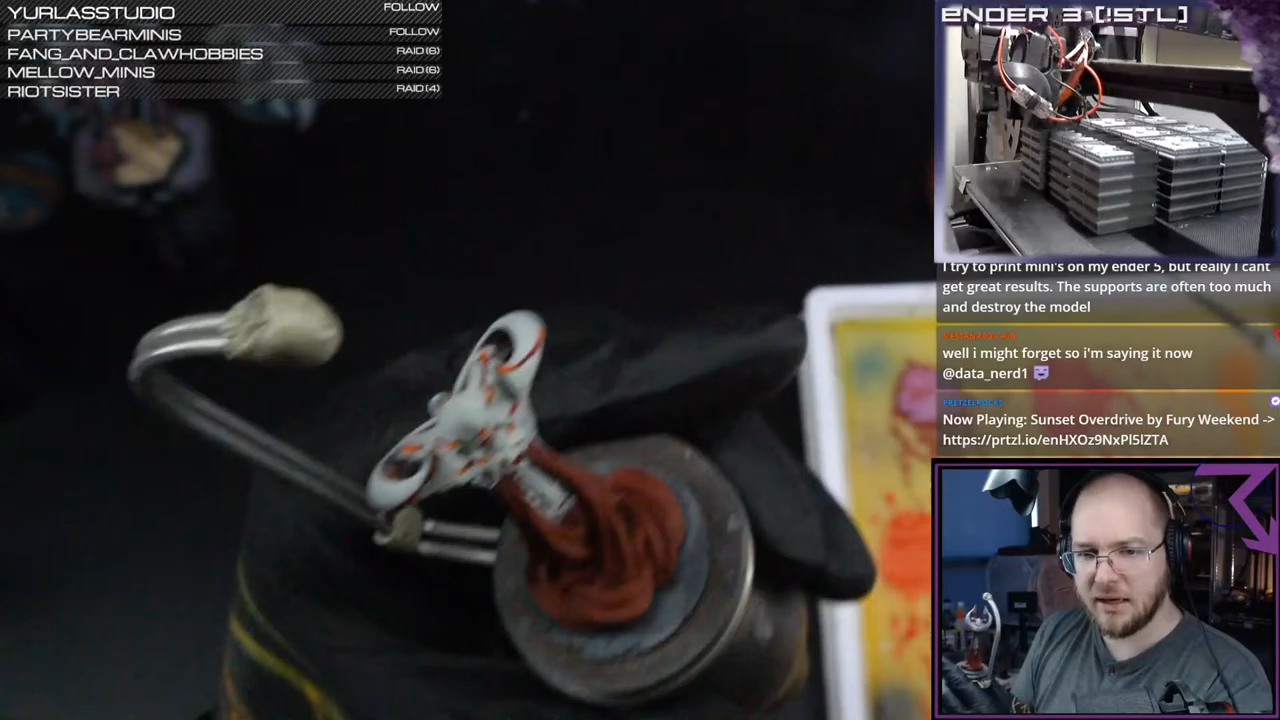 YURLASSTUDIO FOLLOW
PARTYBEARMINIS FOLLOW
FANG_AND_CLAWHOBBIES RAID(6)
MELLOW_MINIS RAID(6)
RIOTSISTER RAID(4)
ENDER 3 [!STL]
I try to print mini's on my ender 5, but really i cant
get great results. The supports are often too much
and destroy the model
well i might forget so i'm saying it now
@data_nerd1
PRETZELROCKS
Now Playing: Sunset Overdrive by Fury Weekend ->
https://prtzl.io/enHXOz9NxPl5lZTA